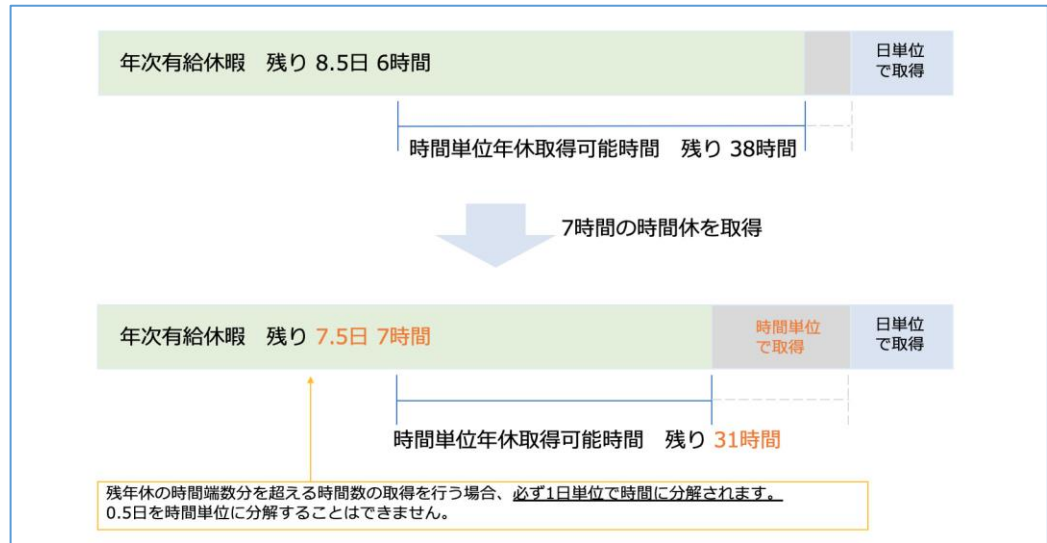 年次有給休暇　残り 8.5日 6時間
日単位
で取得
時間単位年休取得可能時間　残り 38時間
7時間の時間休を取得
年次有給休暇　残り 7.5日 7時間
時間単位
で取得
日単位
で取得
時間単位年休取得可能時間　残り 31時間
残年休の時間端数分を超える時間数の取得を行う場合、必ず1日単位で時間に分解されます。
0.5日を時間単位に分解することはできません。